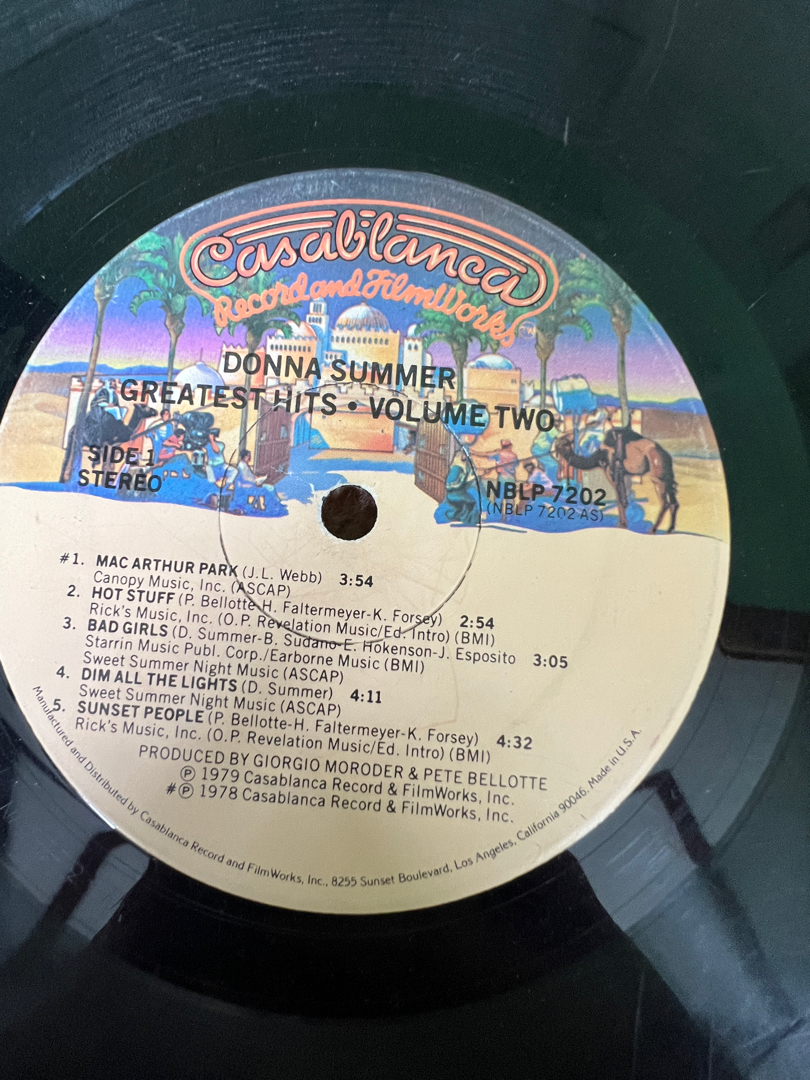 Casablanca
Record and FilmWorks TM
DONNA SUMMER
GREATEST HITS • VOLUME TWO
SIDE 1
STEREO
NBLP 7202
(NBLP 7202 AS)
#1. MAC ARTHUR PARK (J.L. Webb) 3:54
Canopy Music, Inc. (ASCAP)
2. HOT STUFF (P. Bellotte-H. Faltermeyer-K. Forsey) 2:54
Rick's Music, Inc. (O.P. Revelation Music/Ed. Intro) (BMI)
3. BAD GIRLS (D. Summer-B. Sudano-E. Hokenson-J. Esposito 3:05
Starrin Music Publ. Corp./Earborne Music (BMI)
Sweet Summer Night Music (ASCAP)
4. DIM ALL THE LIGHTS (D. Summer) 4:11
Sweet Summer Night Music (ASCAP)
5. SUNSET PEOPLE (P. Bellotte-H. Faltermeyer-K. Forsey) 4:32
Rick's Music, Inc. (O.P. Revelation Music/Ed. Intro) (BMI)
PRODUCED BY GIORGIO MORODER & PETE BELLOTTE
Ⓟ 1979 Casablanca Record & FilmWorks, Inc.
#Ⓟ 1978 Casablanca Record & FilmWorks, Inc.
Manufactured and Distributed by Casablanca Record and FilmWorks, Inc., 8255 Sunset Boulevard, Los Angeles, California 90046. Made in U.S.A.